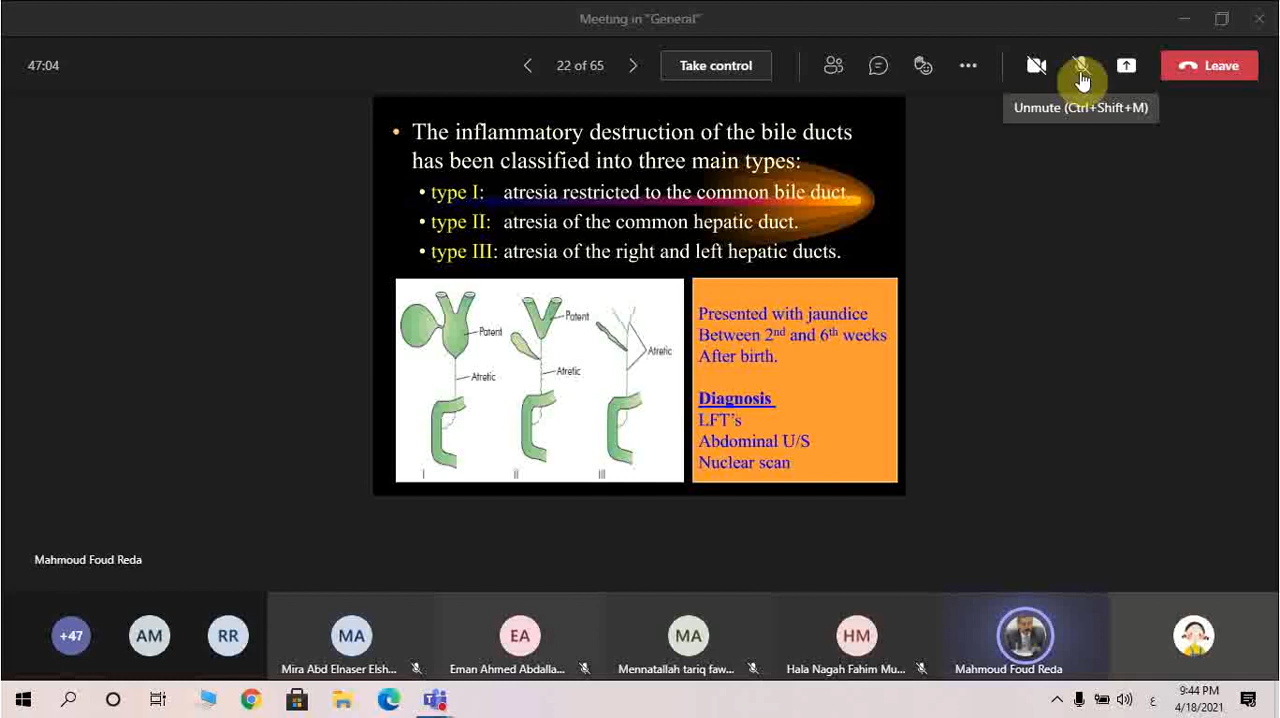 Meeting in "General"
47:04
22 of 65
Take control
Leave
Unmute (Ctrl+Shift+M)
• The inflammatory destruction of the bile ducts
has been classified into three main types:
• type I: atresia restricted to the common bile duct.
• type II: atresia of the common hepatic duct.
• type III: atresia of the right and left hepatic ducts.
Patent
Atretic
I
Patent
Atretic
II
Atretic
III
Presented with jaundice
Between 2nd and 6th weeks
After birth.
Diagnosis
LFT's
Abdominal U/S
Nuclear scan
Mahmoud Foud Reda
+47
AM
RR
MA
EA
MA
HM
Mira Abd Elnaser Elsh...
Eman Ahmed Abdalla...
Mennatallah tariq faw...
Hala Nagah Fahim Mu...
Mahmoud Foud Reda
ع
9:44 PM
4/18/2021